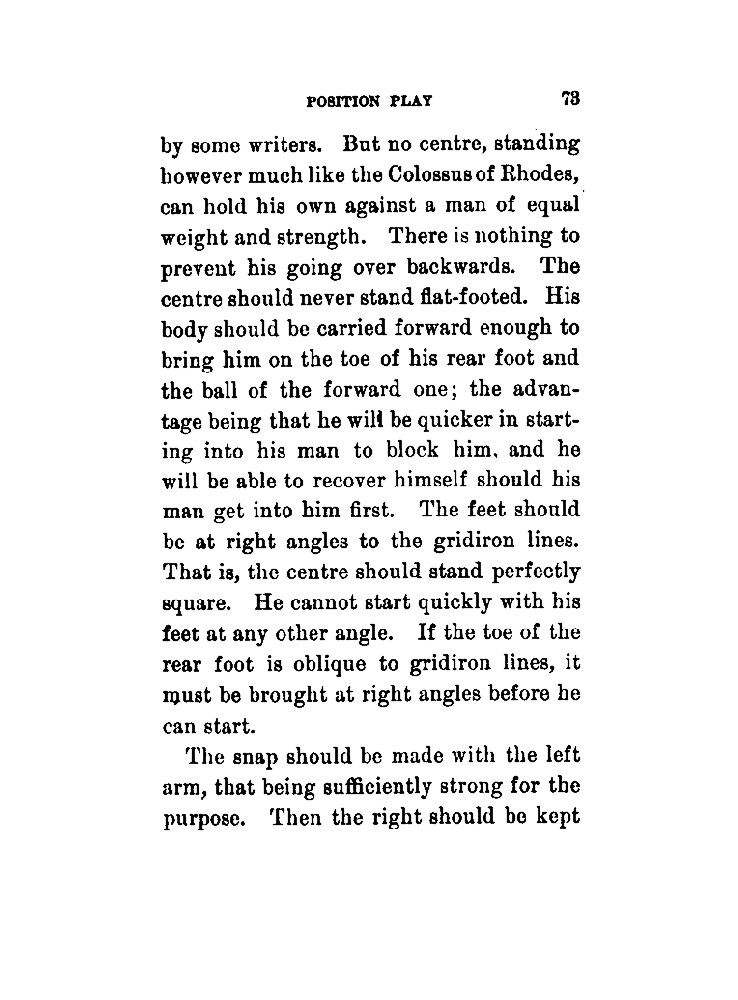 POSITION PLAY 73
by some writers. But no centre, standing
however much like the Colossus of Rhodes,
can hold his own against a man of equal
weight and strength. There is nothing to
prevent his going over backwards. The
centre should never stand flat-footed. His
body should be carried forward enough to
bring him on the toe of his rear foot and
the ball of the forward one; the advan-
tage being that he will be quicker in start-
ing into his man to block him, and he
will be able to recover himself should his
man get into him first. The feet should
be at right angles to the gridiron lines.
That is, the centre should stand perfectly
square. He cannot start quickly with his
feet at any other angle. If the toe of the
rear foot is oblique to gridiron lines, it
must be brought at right angles before he
can start.
The snap should be made with the left
arm, that being sufficiently strong for the
purpose. Then the right should be kept